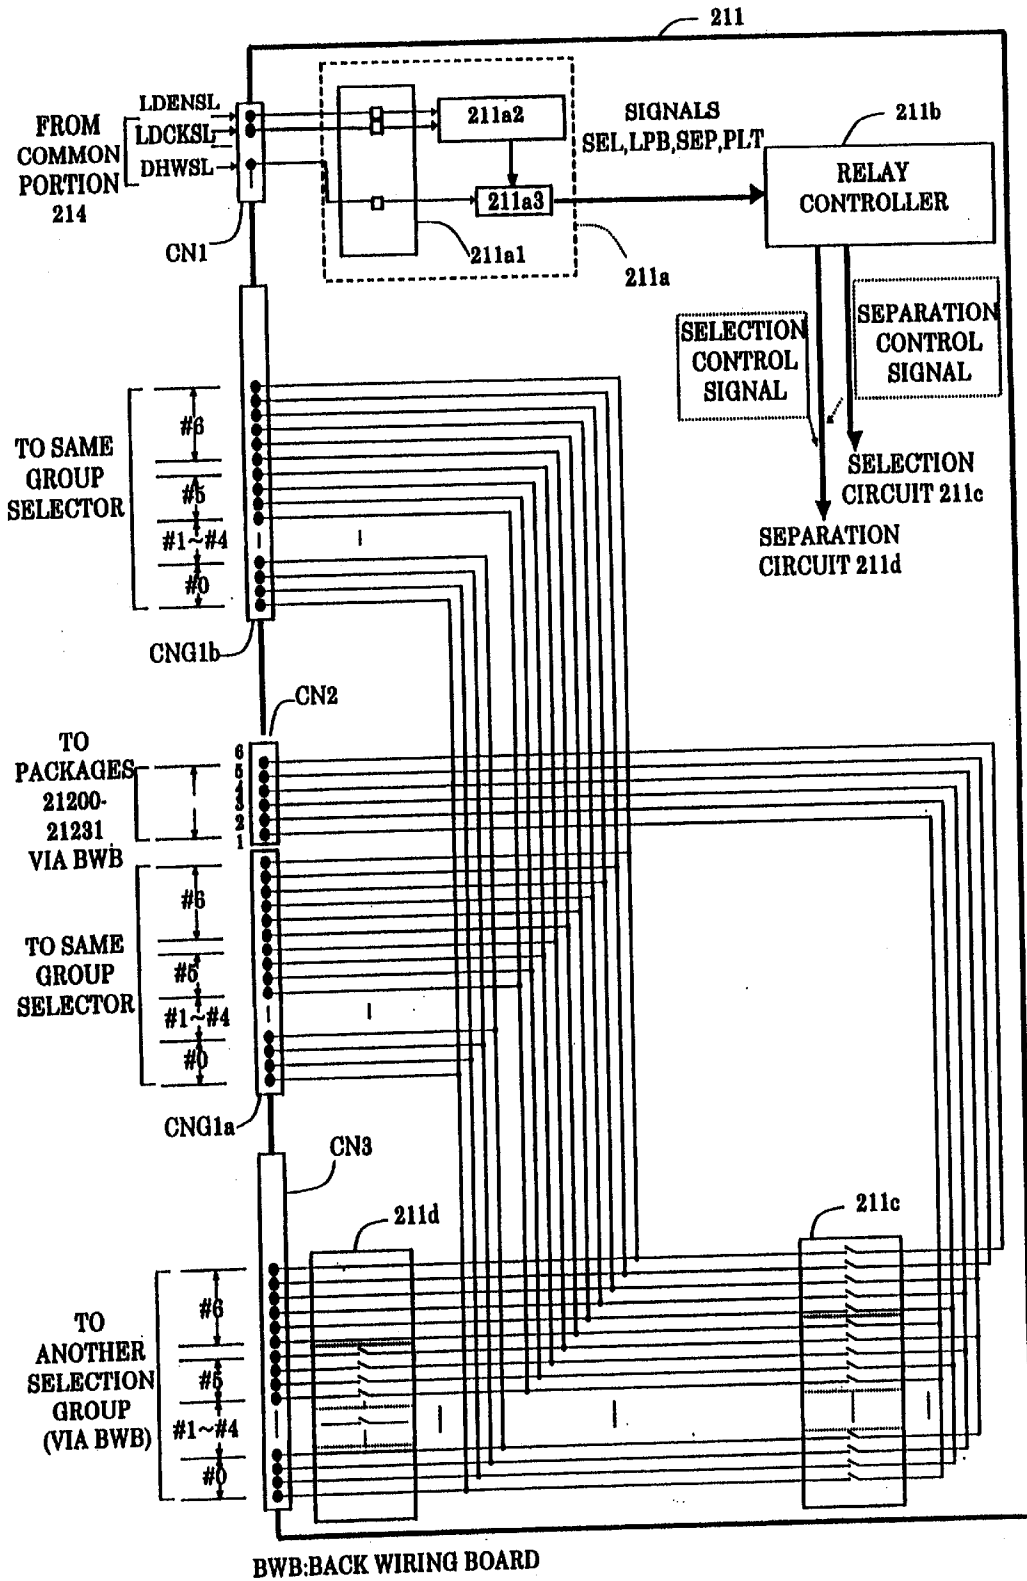 211
LDENSL
LDCKSL
DHWSL
FROM
COMMON
PORTION
214
CN1
211a2
211a3
211a1
211a
SIGNALS
SEL,LPB,SEP,PLT
211b
RELAY
CONTROLLER
SELECTION
CONTROL
SIGNAL
SEPARATION
CONTROL
SIGNAL
SELECTION
CIRCUIT 211c
SEPARATION
CIRCUIT 211d
TO SAME
GROUP
SELECTOR
#6
#5
#1~#4
#0
CNG1b
CN2
TO
PACKAGES
21200-
21231
VIA BWB
6
5
4
3
2
1
TO SAME
GROUP
SELECTOR
#6
#5
#1~#4
#0
CNG1a
CN3
211d
211c
TO
ANOTHER
SELECTION
GROUP
(VIA BWB)
#6
#5
#1~#4
#0
BWB:BACK WIRING BOARD